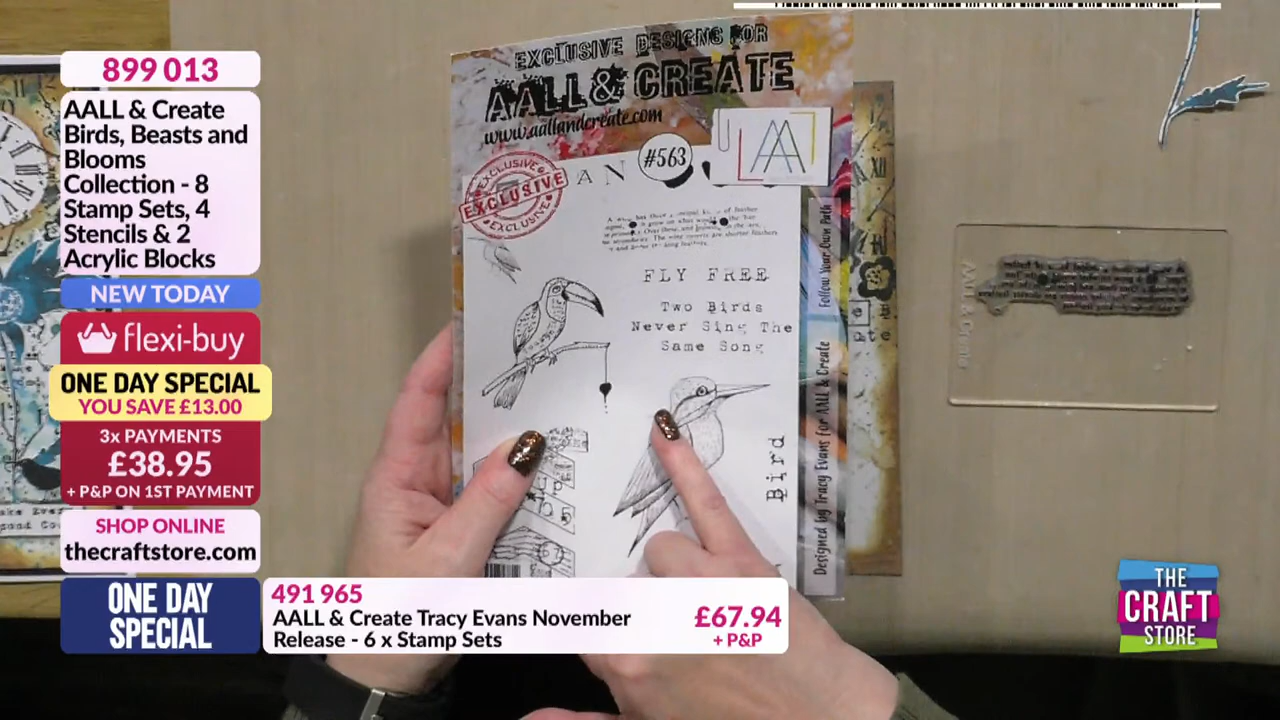 899 013
AALL & Create
Birds, Beasts and
Blooms
Collection - 8
Stamp Sets, 4
Stencils & 2
Acrylic Blocks
NEW TODAY
flexi-buy
ONE DAY SPECIAL
YOU SAVE £13.00
3x PAYMENTS
£38.95
+ P&P ON 1ST PAYMENT
SHOP ONLINE
thecraftstore.com
ONE DAY
SPECIAL
491 965
AALL & Create Tracy Evans November
Release - 6 x Stamp Sets
£67.94
+ P&P
EXCLUSIVE DESIGNS FOR
AALL & CREATE
www.aallandcreate.com
#563
EXCLUSIVE
EXCLUSIVE
EXCLUSIVE
FLY FREE
Two Birds
Never Sing The
Same Song
Bird
Follow Your Own Path
Designed by Tracy Evans for AALL & Create
AALL & Create
THE
CRAFT
STORE